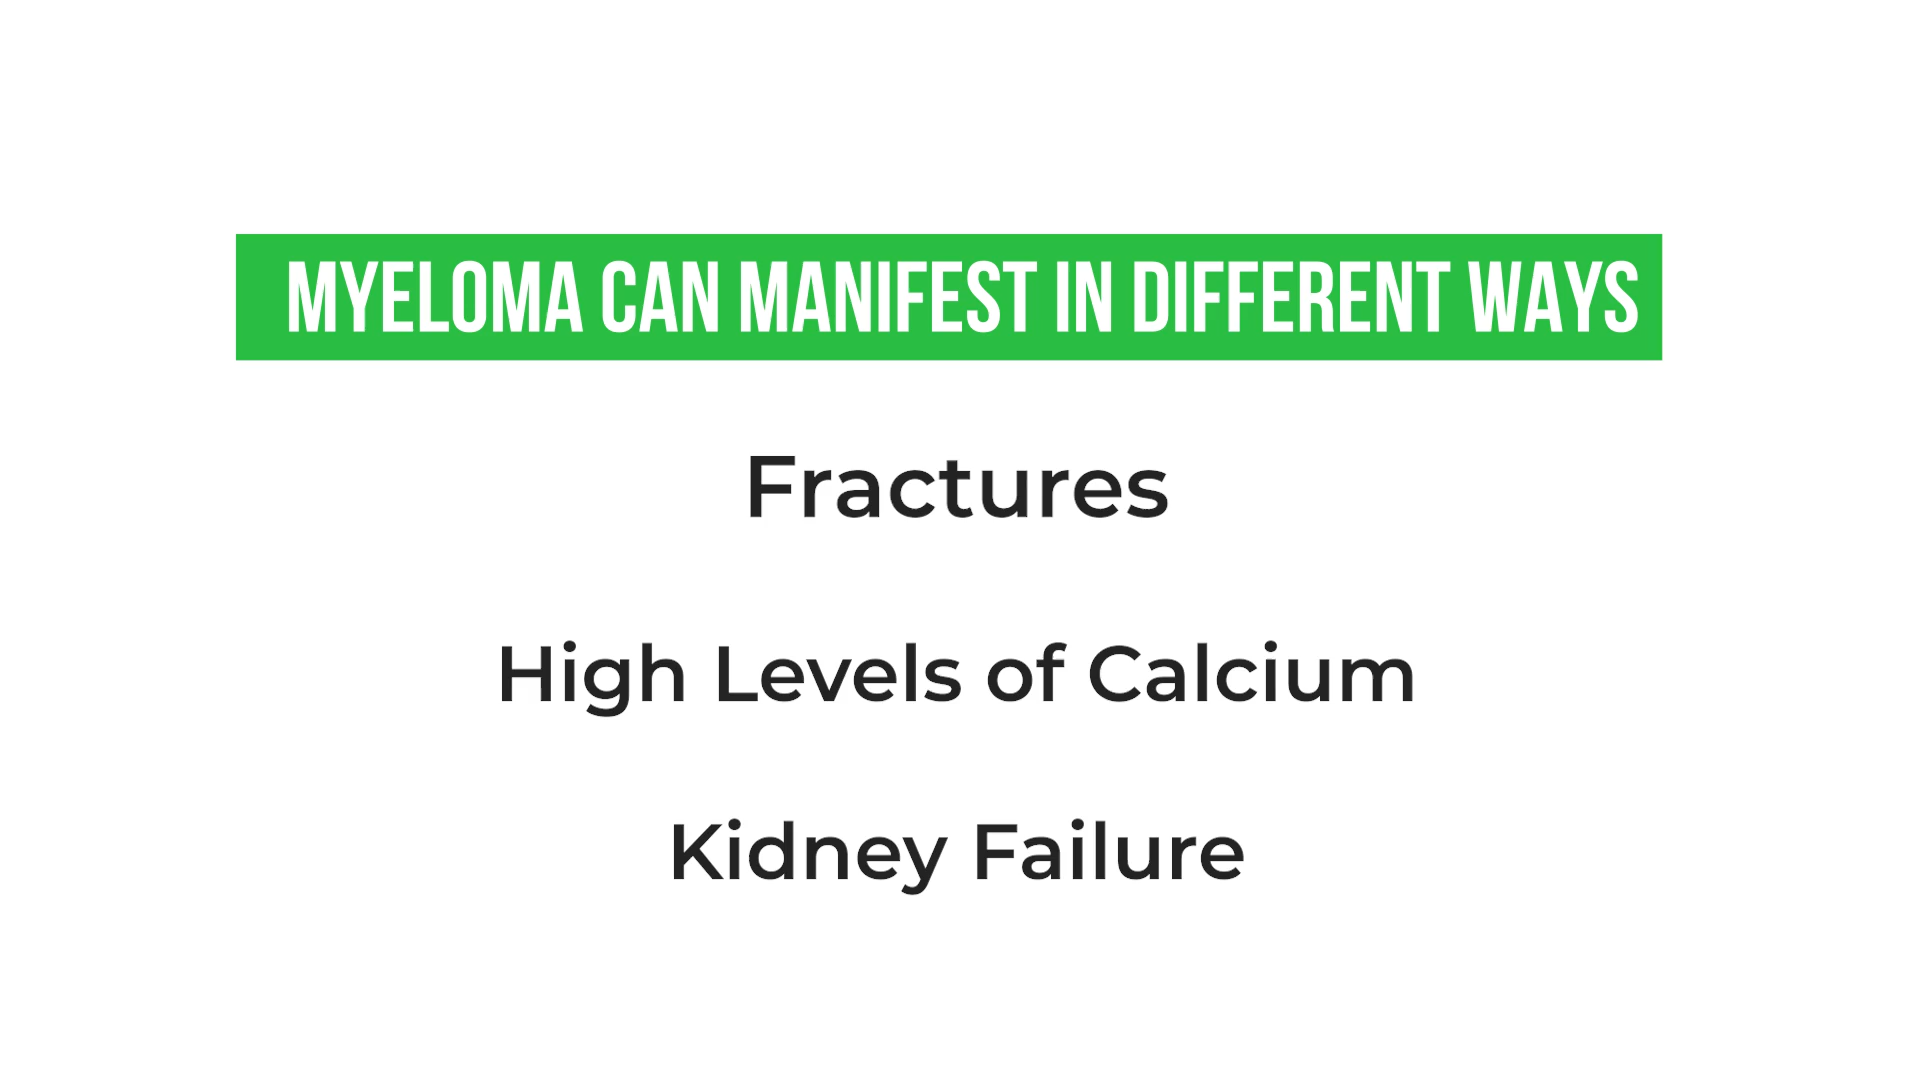 MYELOMA CAN MANIFEST IN DIFFERENT WAYS
Fractures
High Levels of Calcium
Kidney Failure